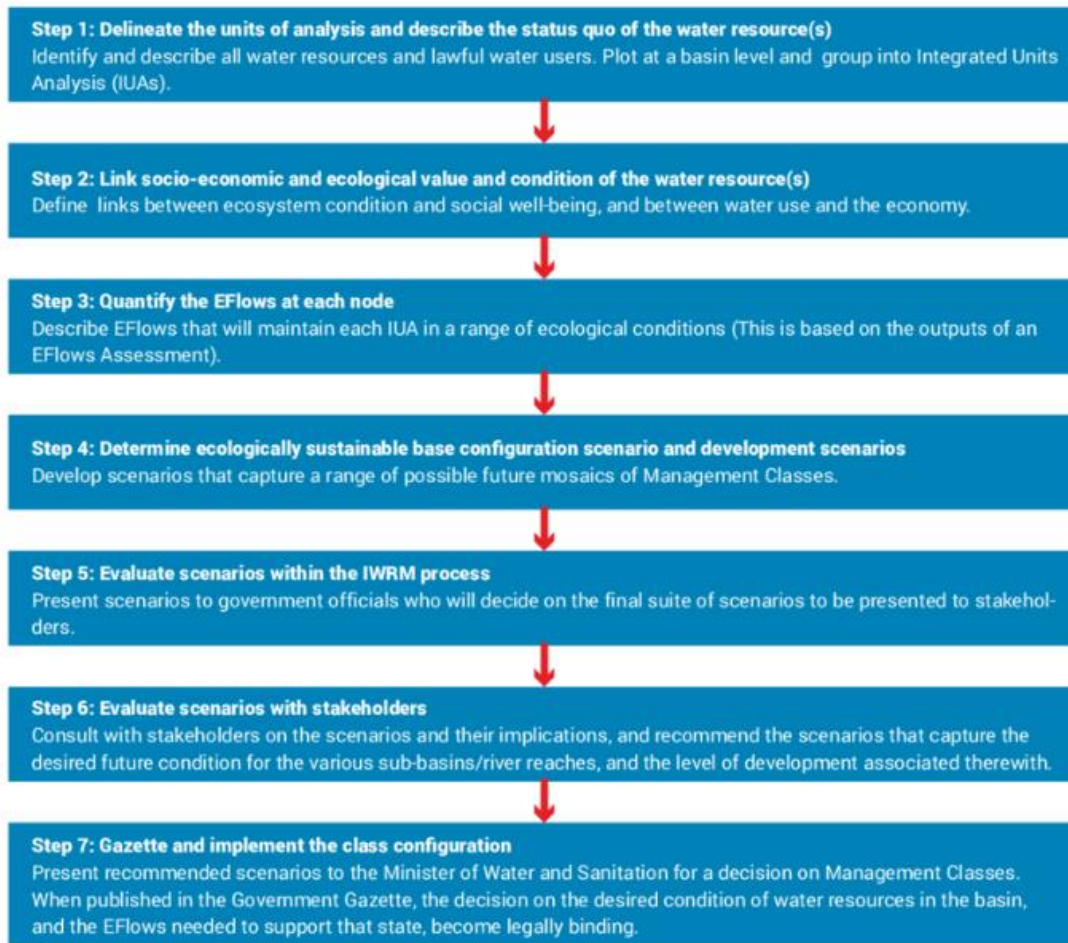 Step 1: Delineate the units of analysis and describe the status quo of the water resource(s)
Identify and describe all water resources and lawful water users. Plot at a basin level and group into Integrated Units
Analysis (IUAs).
Step 2: Link socio-economic and ecological value and condition of the water resource(s)
Define links between ecosystem condition and social well-being, and between water use and the economy.
Step 3: Quantify the EFlows at each node
Describe EFlows that will maintain each IUA in a range of ecological conditions (This is based on the outputs of an
EFlows Assessment).
Step 4: Determine ecologically sustainable base configuration scenario and development scenarios
Develop scenarios that capture a range of possible future mosaics of Management Classes.
Step 5: Evaluate scenarios within the IWRM process
Present scenarios to government officials who will decide on the final suite of scenarios to be presented to stakehol-
ders.
Step 6: Evaluate scenarios with stakeholders
Consult with stakeholders on the scenarios and their implications, and recommend the scenarios that capture the
desired future condition for the various sub-basins/river reaches, and the level of development associated therewith.
Step 7: Gazette and implement the class configuration
Present recommended scenarios to the Minister of Water and Sanitation for a decision on Management Classes.
When published in the Government Gazette, the decision on the desired condition of water resources in the basin,
and the EFlows needed to support that state, become legally binding.